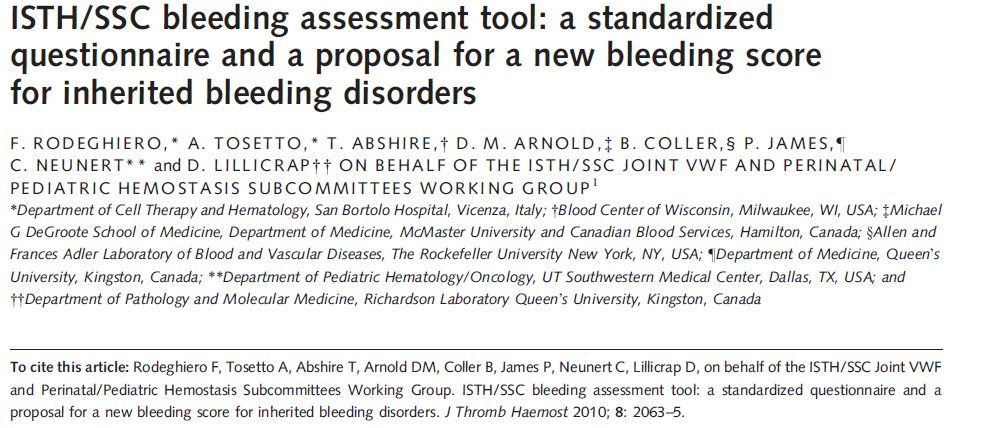 ISTH/SSC bleeding assessment tool: a standardized
questionnaire and a proposal for a new bleeding score
for inherited bleeding disorders
F. RODEGHIERO,* A. TOSETTO,* T. ABSHIRE,† D. M. ARNOLD,‡ B. COLLER,§ P. JAMES,¶
C. NEUNERT** and D. LILLICRAP†† ON BEHALF OF THE ISTH/SSC JOINT VWF AND PERINATAL/
PEDIATRIC HEMOSTASIS SUBCOMMITTEES WORKING GROUP1
*Department of Cell Therapy and Hematology, San Bortolo Hospital, Vicenza, Italy; †Blood Center of Wisconsin, Milwaukee, WI, USA; ‡Michael
G DeGroote School of Medicine, Department of Medicine, McMaster University and Canadian Blood Services, Hamilton, Canada; §Allen and
Frances Adler Laboratory of Blood and Vascular Diseases, The Rockefeller University New York, NY, USA; ¶Department of Medicine, Queen's
University, Kingston, Canada; **Department of Pediatric Hematology/Oncology, UT Southwestern Medical Center, Dallas, TX, USA; and
††Department of Pathology and Molecular Medicine, Richardson Laboratory Queen's University, Kingston, Canada
To cite this article: Rodeghiero F, Tosetto A, Abshire T, Arnold DM, Coller B, James P, Neunert C, Lillicrap D, on behalf of the ISTH/SSC Joint VWF
and Perinatal/Pediatric Hemostasis Subcommittees Working Group. ISTH/SSC bleeding assessment tool: a standardized questionnaire and a
proposal for a new bleeding score for inherited bleeding disorders. J Thromb Haemost 2010; 8: 2063–5.